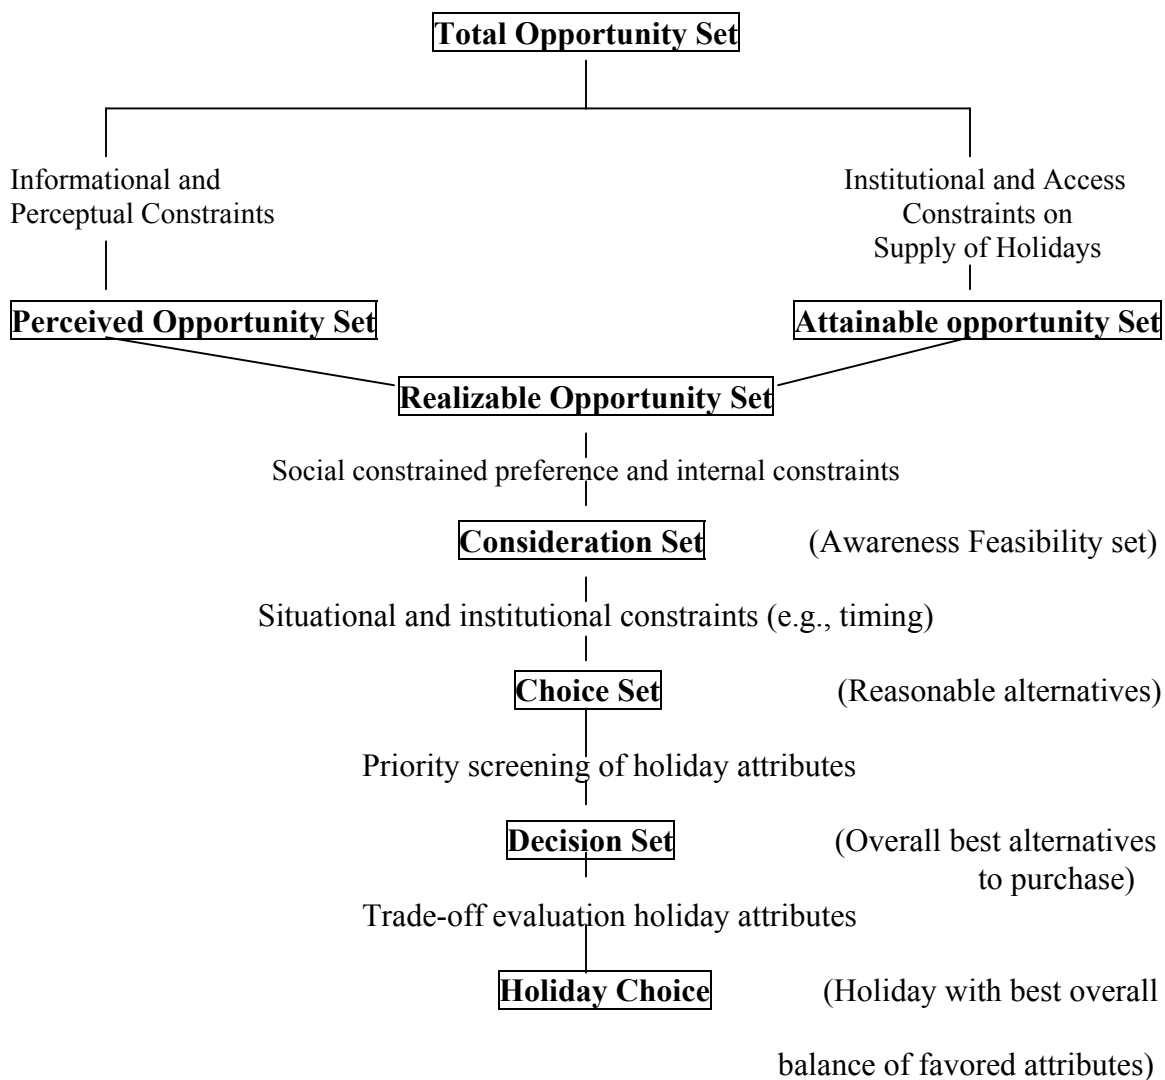 Total Opportunity Set
Informational and
Perceptual Constraints
Institutional and Access
Constraints on
Supply of Holidays
Perceived Opportunity Set
Attainable opportunity Set
Realizable Opportunity Set
Social constrained preference and internal constraints
Consideration Set
(Awareness Feasibility set)
Situational and institutional constraints (e.g., timing)
Choice Set
(Reasonable alternatives)
Priority screening of holiday attributes
Decision Set
(Overall best alternatives
to purchase)
Trade-off evaluation holiday attributes
Holiday Choice
(Holiday with best overall
balance of favored attributes)